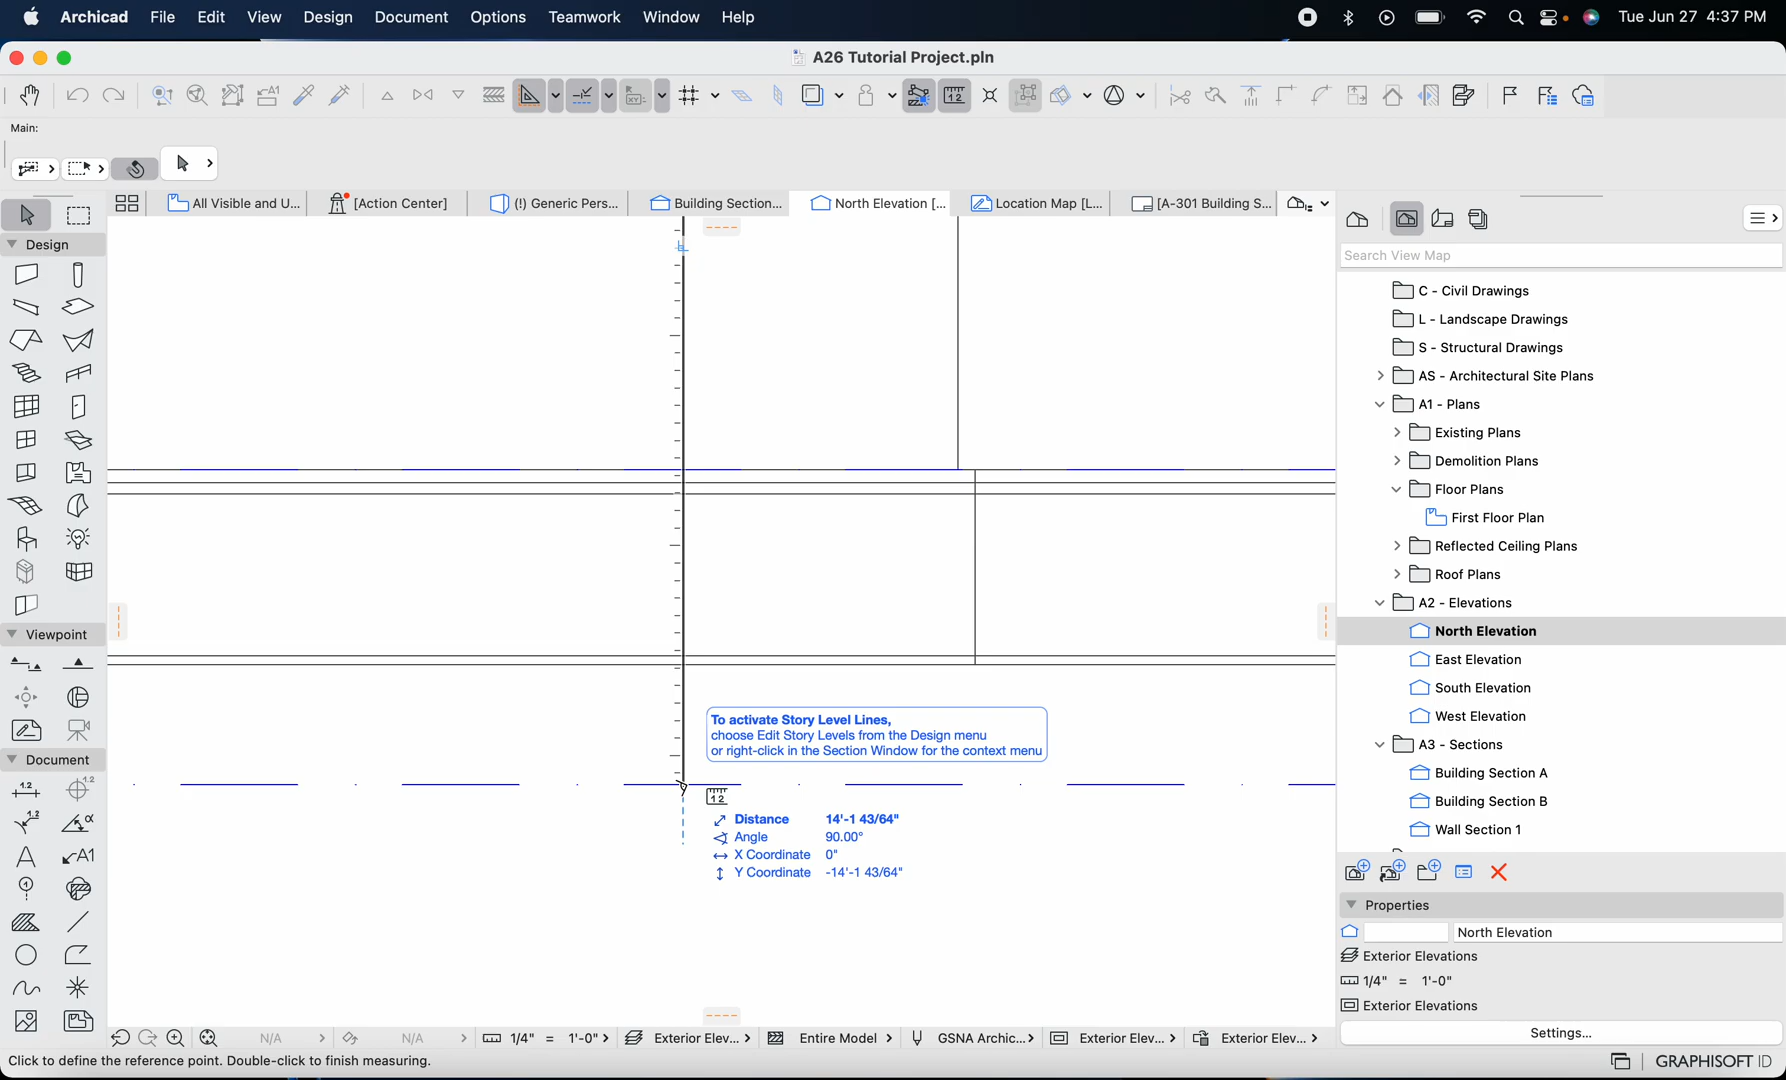 Archicad File Edit View Design Document Options Teamwork Window Help
Tue Jun 27 4:37 PM
A26 Tutorial Project.pln
Main:
All Visible and U...
[Action Center]
(!) Generic Pers...
Building Section...
North Elevation [...
Location Map [L...
[A-301 Building S...
Search View Map
Design
Viewpoint
Document
C - Civil Drawings
L - Landscape Drawings
S - Structural Drawings
AS - Architectural Site Plans
A1 - Plans
Existing Plans
Demolition Plans
Floor Plans
First Floor Plan
Reflected Ceiling Plans
Roof Plans
A2 - Elevations
North Elevation
East Elevation
South Elevation
West Elevation
A3 - Sections
Building Section A
Building Section B
Wall Section 1
To activate Story Level Lines,
choose Edit Story Levels from the Design menu
or right-click in the Section Window for the context menu
Distance 14'-1 43/64"
Angle 90.00°
X Coordinate 0"
Y Coordinate -14'-1 43/64"
Properties
North Elevation
Exterior Elevations
1/4" = 1'-0"
Exterior Elevations
Settings...
N/A
N/A
1/4" = 1'-0"
Exterior Elev...
Entire Model
GSNA Archic...
Exterior Elev...
Exterior Elev...
Click to define the reference point. Double-click to finish measuring.
GRAPHISOFT ID